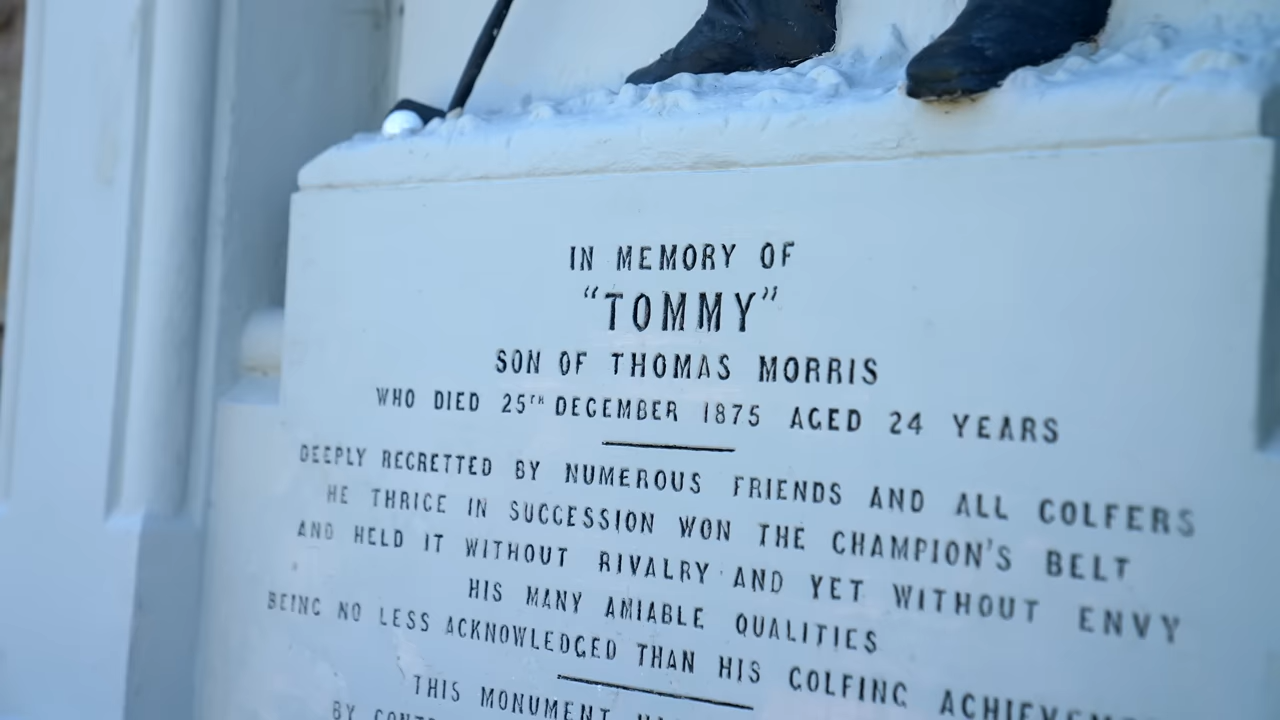 IN MEMORY OF
"TOMMY"
SON OF THOMAS MORRIS
WHO DIED 25TH DECEMBER 1875 AGED 24 YEARS
DEEPLY REGRETTED BY NUMEROUS FRIENDS AND ALL GOLFERS
HE THRICE IN SUCCESSION WON THE CHAMPION'S BELT
AND HELD IT WITHOUT RIVALRY AND YET WITHOUT ENVY
HIS MANY AMIABLE QUALITIES
BEING NO LESS ACKNOWLEDGED THAN HIS GOLFING
THIS MONUMENT
BY